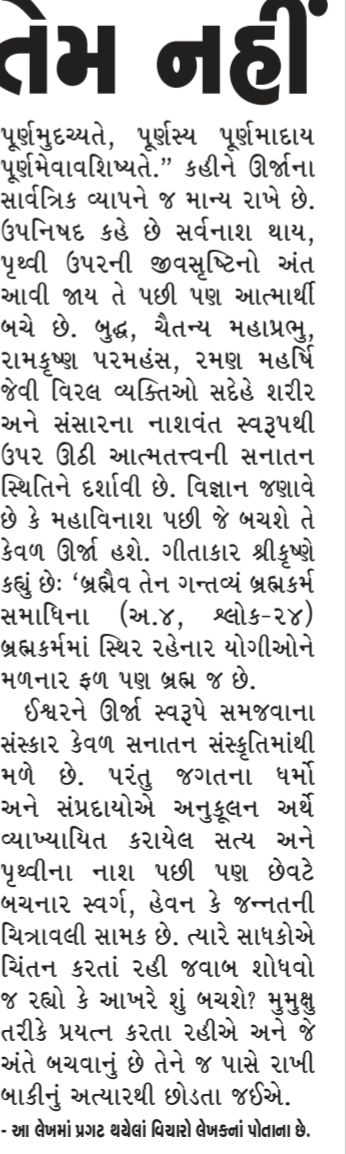 તેમ નહીં
પૂર્ણમુદચ્યતે, પૂર્ણસ્ય પૂર્ણમાદાય
પૂર્ણમેવાવશિષ્યતે.” કહીને ઊર્જાના
સાર્વત્રિક વ્યાપને જ માન્ય રાખે છે.
ઉપનિષદ કહે છે સર્વનાશ થાય,
પૃથ્વી ઉપરની જીવસૃષ્ટિનો અંત
આવી જાય તે પછી પણ આત્માર્થી
બચે છે. બુદ્ધ, ચૈતન્ય મહાપ્રભુ,
રામકૃષ્ણ પરમહંસ, રમણ મહર્ષિ
જેવી વિરલ વ્યક્તિઓ સદેહે શરીર
અને સંસારના નાશવંત સ્વરૂપથી
ઉપર ઊઠી આત્મતત્ત્વની સનાતન
સ્થિતિને દર્શાવી છે. વિજ્ઞાન જણાવે
છે કે મહાવિનાશ પછી જે બચશે તે
કેવળ ઊર્જા હશે. ગીતાકાર શ્રીકૃષ્ણે
કહ્યું છેઃ ‘બ્રહ્મૈવ તેન ગન્તવ્યં બ્રહ્મકર્મ
સમાધિના (અ.૪, શ્લોક-૨૪)
બ્રહ્મકર્મમાં સ્થિર રહેનાર યોગીઓને
મળનાર ફળ પણ બ્રહ્મ જ છે.
ઈશ્વરને ઊર્જા સ્વરૂપે સમજવાના
સંસ્કાર કેવળ સનાતન સંસ્કૃતિમાંથી
મળે છે. પરંતુ જગતના ધર્મો
અને સંપ્રદાયોએ અનુકૂલન અર્થે
વ્યાખ્યાયિત કરાયેલ સત્ય અને
પૃથ્વીના નાશ પછી પણ છેવટે
બચનાર સ્વર્ગ, હેવન કે જન્નતની
ચિત્રાવલી સામક છે. ત્યારે સાધકોએ
ચિંતન કરતાં રહી જવાબ શોધવો
જ રહ્યો કે આખરે શું બચશે? મુમુક્ષુ
તરીકે પ્રયત્ન કરતા રહીએ અને જે
અંતે બચવાનું છે તેને જ પાસે રાખી
બાકીનું અત્યારથી છોડતા જઈએ.
- આ લેખમાં પ્રગટ થયેલાં વિચારો લેખકનાં પોતાના છે.